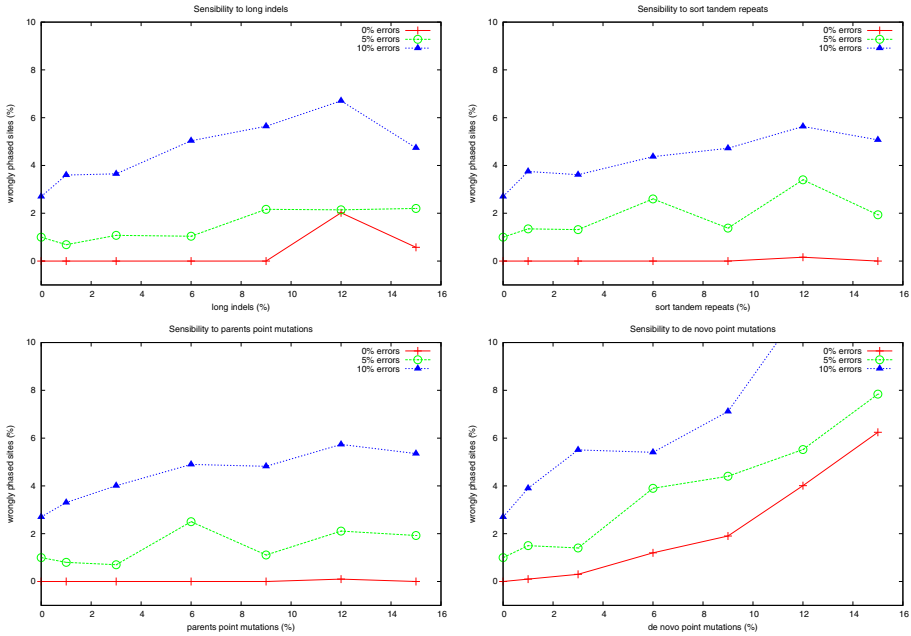 Sensibility to long indels
0% errors
5% errors
10% errors
wrongly phased sites (%)
10
8
6
4
2
0
0 2 4 6 8 10 12 14 16
long indels (%)
Sensibility to sort tandem repeats
0% errors
5% errors
10% errors
wrongly phased sites (%)
10
8
6
4
2
0
0 2 4 6 8 10 12 14 16
sort tandem repeats (%)
Sensibility to parents point mutations
0% errors
5% errors
10% errors
wrongly phased sites (%)
10
8
6
4
2
0
0 2 4 6 8 10 12 14 16
parents point mutations (%)
Sensibility to de novo point mutations
0% errors
5% errors
10% errors
wrongly phased sites (%)
10
8
6
4
2
0
0 2 4 6 8 10 12 14 16
de novo point mutations (%)